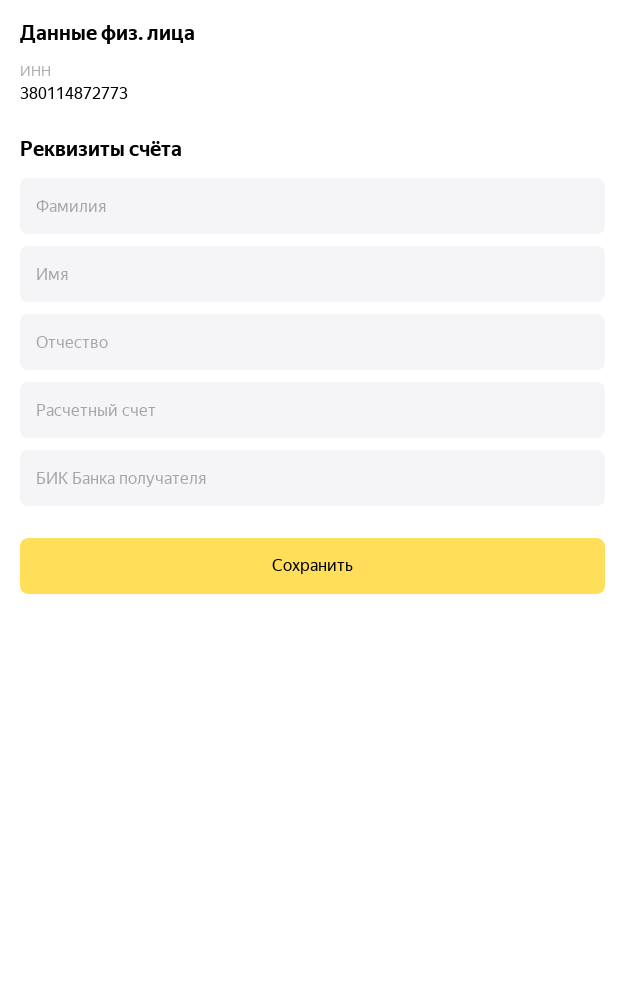 Данные физ. лица
ИНН
380114872773
Реквизиты счёта
Фамилия
Имя
Отчество
Расчетный счет
БИК Банка получателя
Сохранить